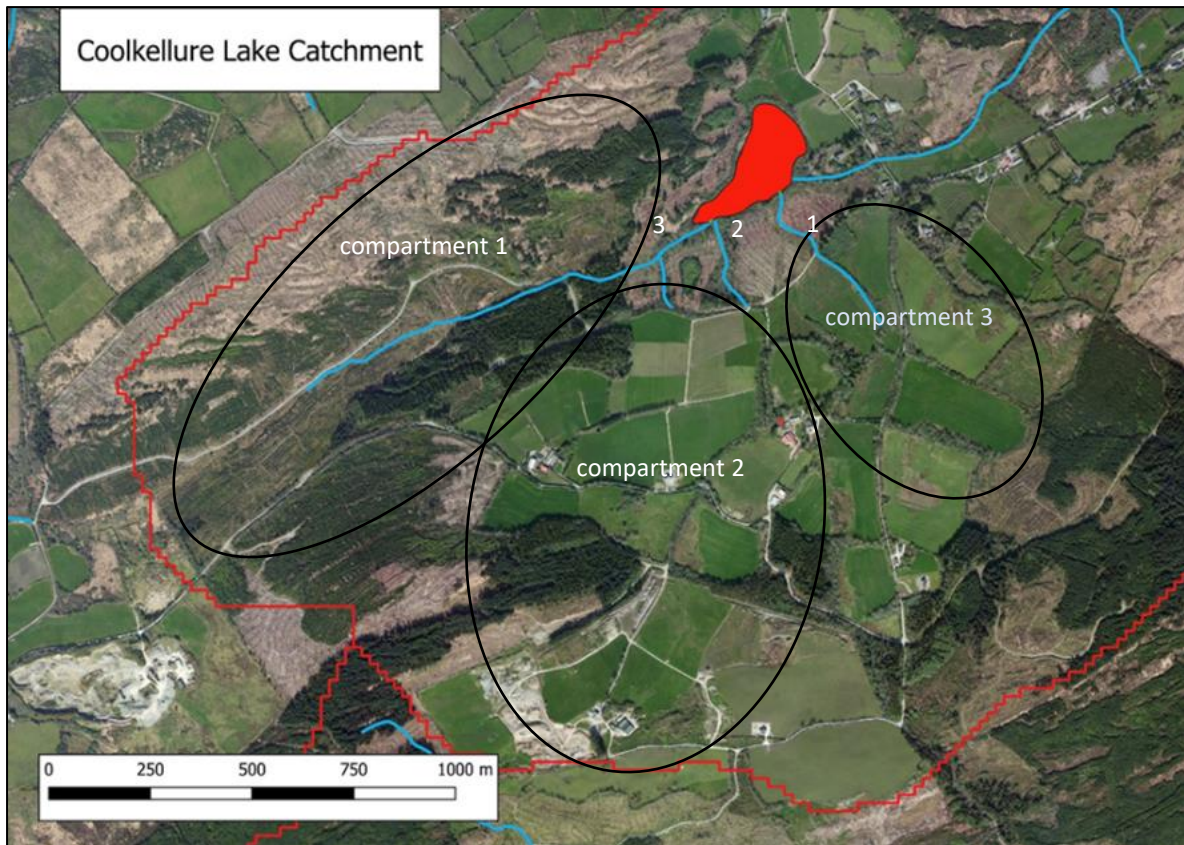 Coolkellure Lake Catchment
3
2
1
compartment 1
compartment 3
compartment 2
0 250 500 750 1000 m